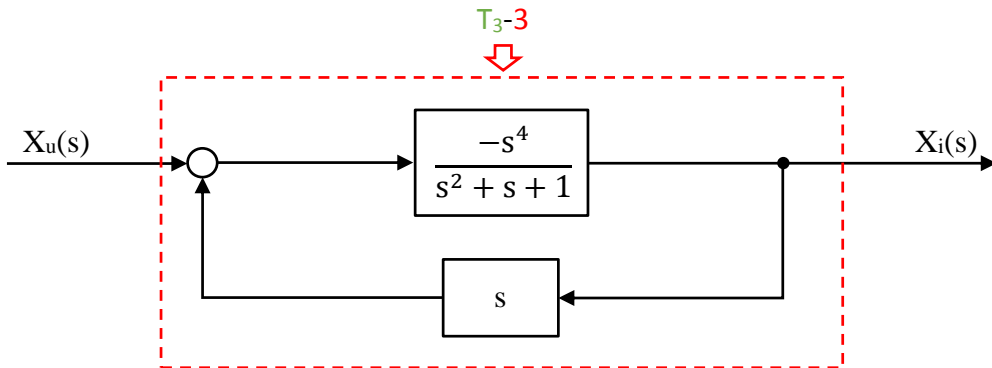 T₃-3
Xu(s)
Xi(s)
-s⁴
s² + s + 1
s